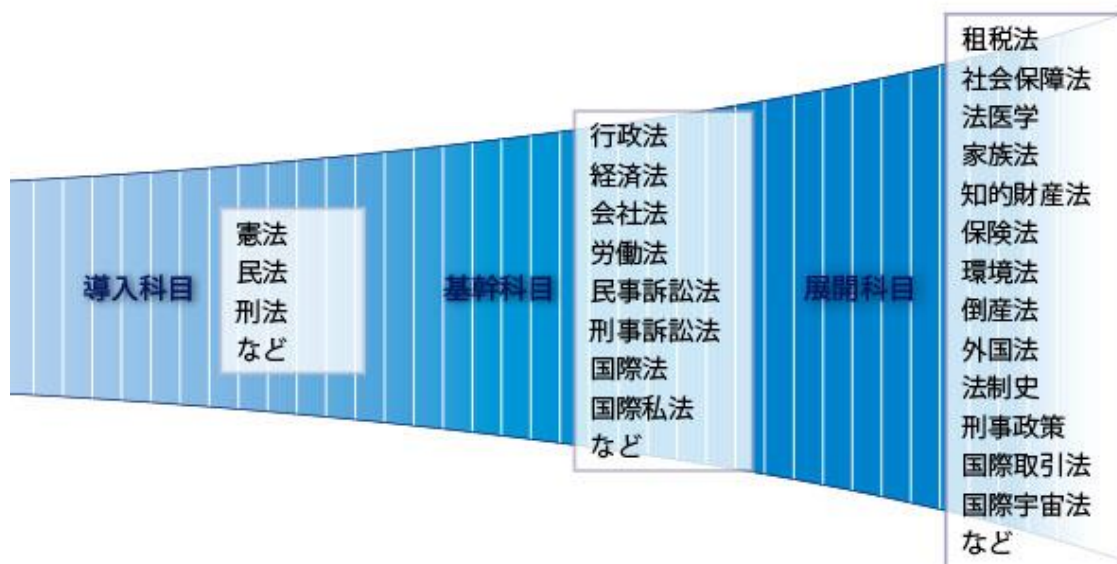 導入科目
憲法
民法
刑法
など
基幹科目
行政法
経済法
会社法
労働法
民事訴訟法
刑事訴訟法
国際法
国際私法
など
展開科目
租税法
社会保障法
法医学
家族法
知的財産法
保険法
環境法
倒産法
外国法
法制史
刑事政策
国際取引法
国際宇宙法
など